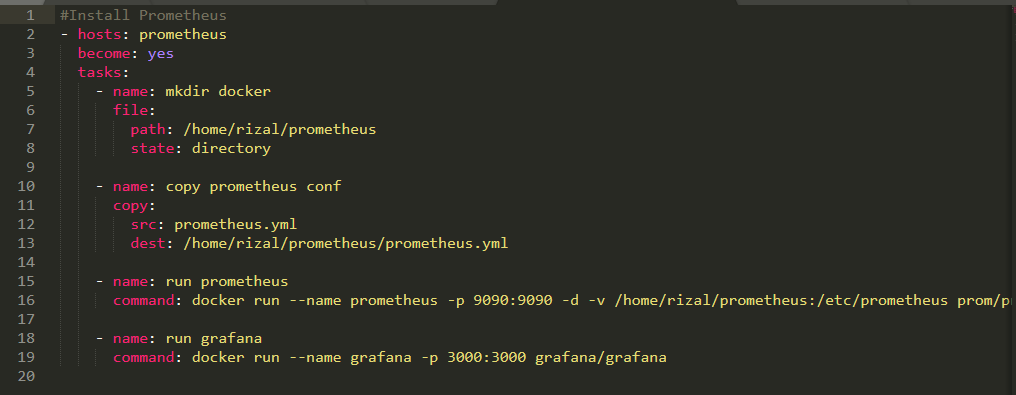 1 #Install Prometheus
2 - hosts: prometheus
3   become: yes
4   tasks:
5     - name: mkdir docker
6       file:
7         path: /home/rizal/prometheus
8         state: directory
9
10     - name: copy prometheus conf
11       copy:
12         src: prometheus.yml
13         dest: /home/rizal/prometheus/prometheus.yml
14
15     - name: run prometheus
16       command: docker run --name prometheus -p 9090:9090 -d -v /home/rizal/prometheus:/etc/prometheus
17
18     - name: run grafana
19       command: docker run --name grafana -p 3000:3000 grafana/grafana
20